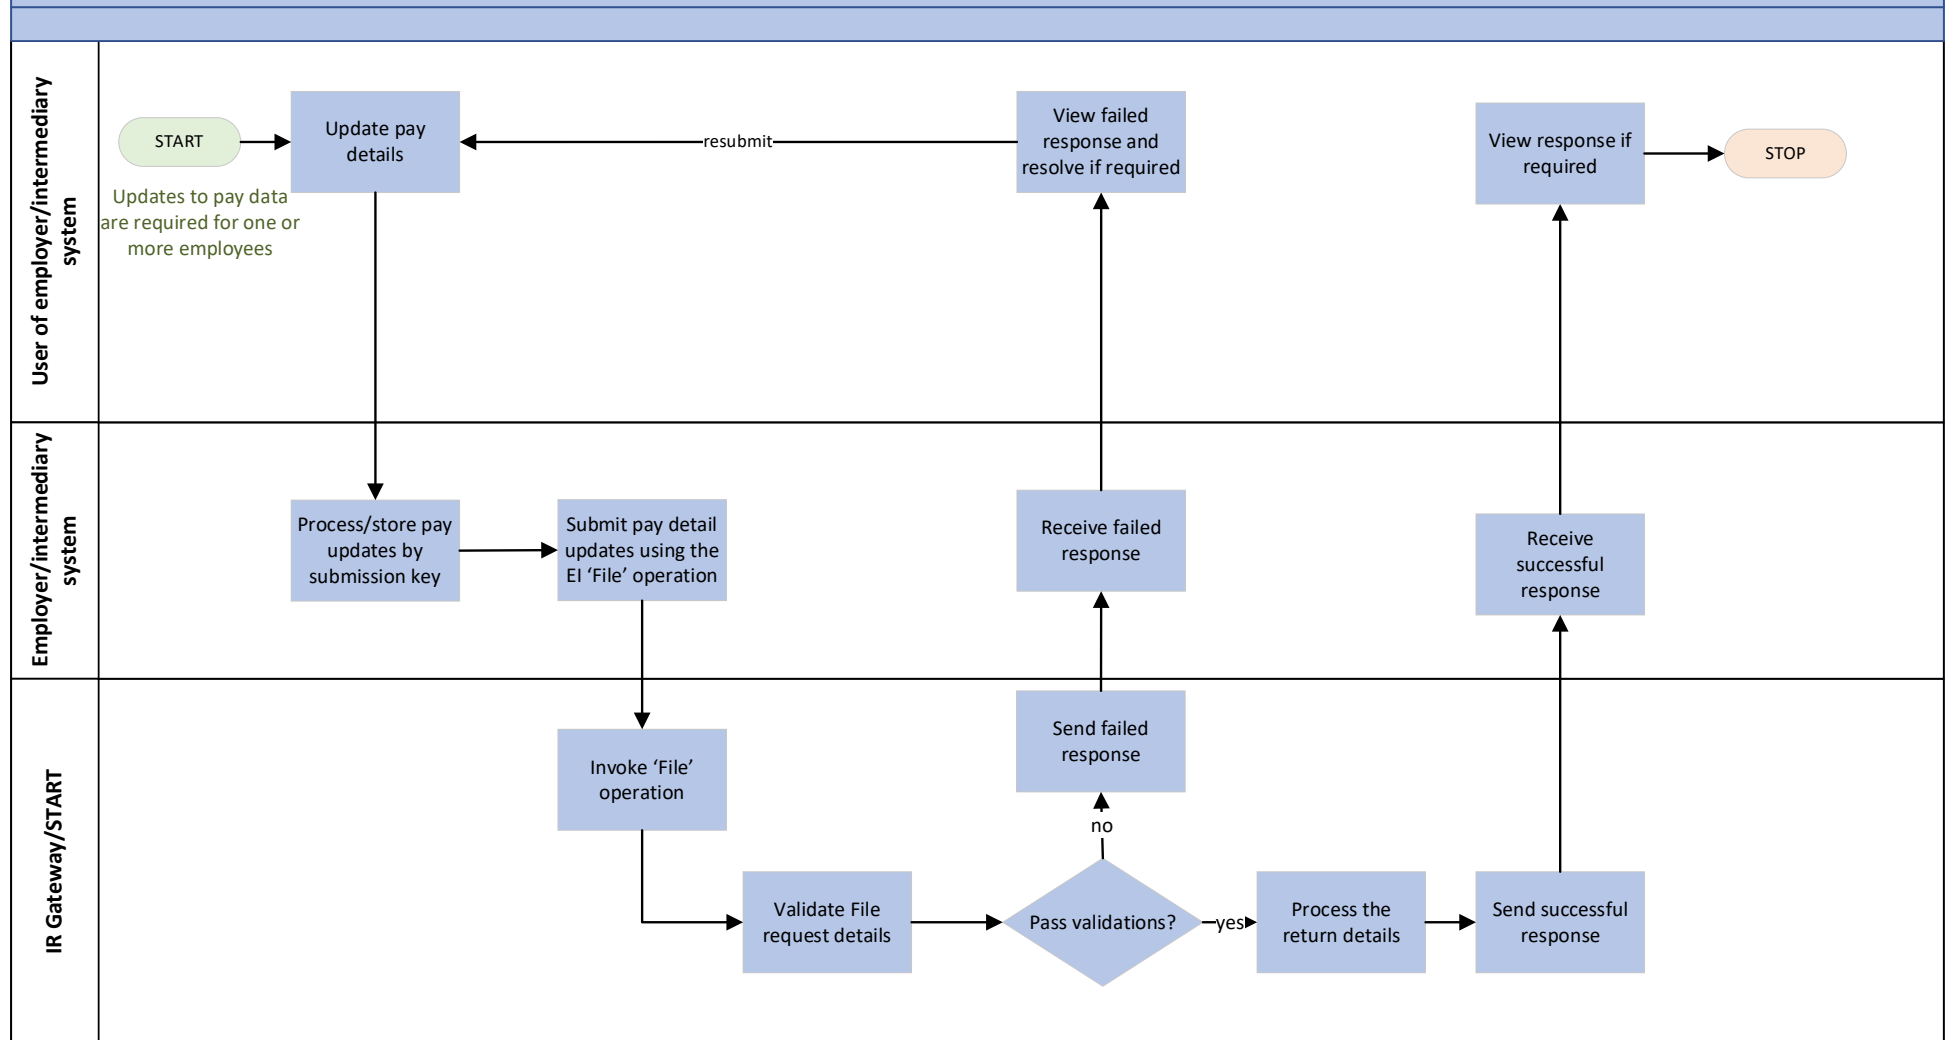 User of employer/intermediary
system
START
Updates to pay data
are required for one or
more employees
Update pay
details
resubmit
View failed
response and
resolve if required
View response if
required
STOP
Employer/intermediary
system
Process/store pay
updates by
submission key
Submit pay detail
updates using the
EI ‘File’ operation
Receive failed
response
Receive
successful
response
IR Gateway/START
Invoke ‘File’
operation
Validate File
request details
Pass validations?
no
Send failed
response
yes
Process the
return details
Send successful
response